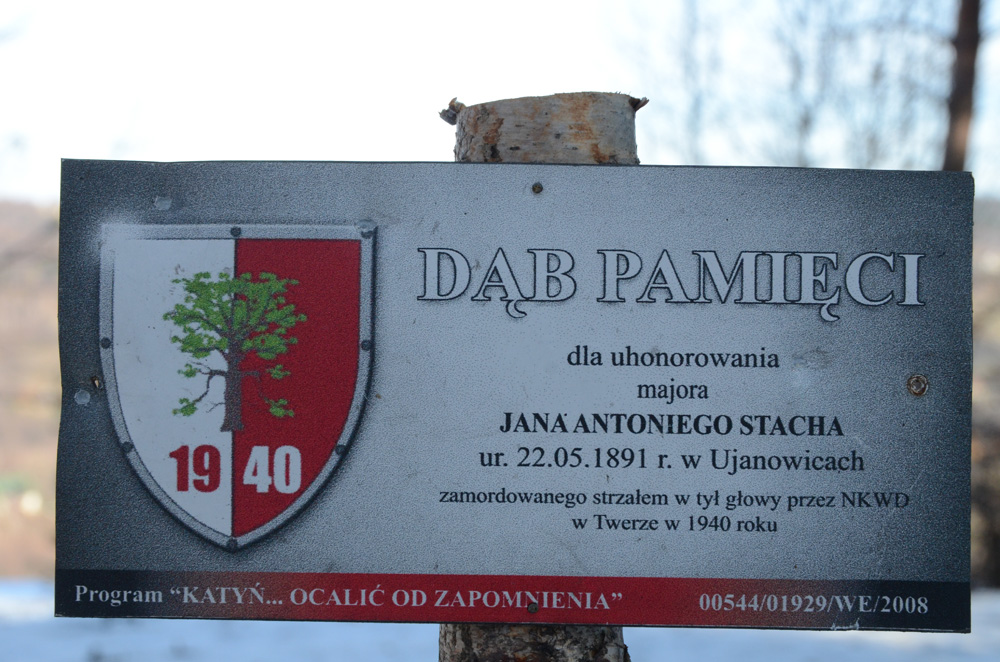 DĄB PAMIĘCI
dla uhonorowania
majora
JANA ANTONIEGO STACHA
ur. 22.05.1891 r. w Ujanowicach
zamordowanego strzałem w tył głowy przez NKWD
w Twerze w 1940 roku
19 40
Program “KATYŃ... OCALIĆ OD ZAPOMNIENIA”
00544/01929/WE/2008